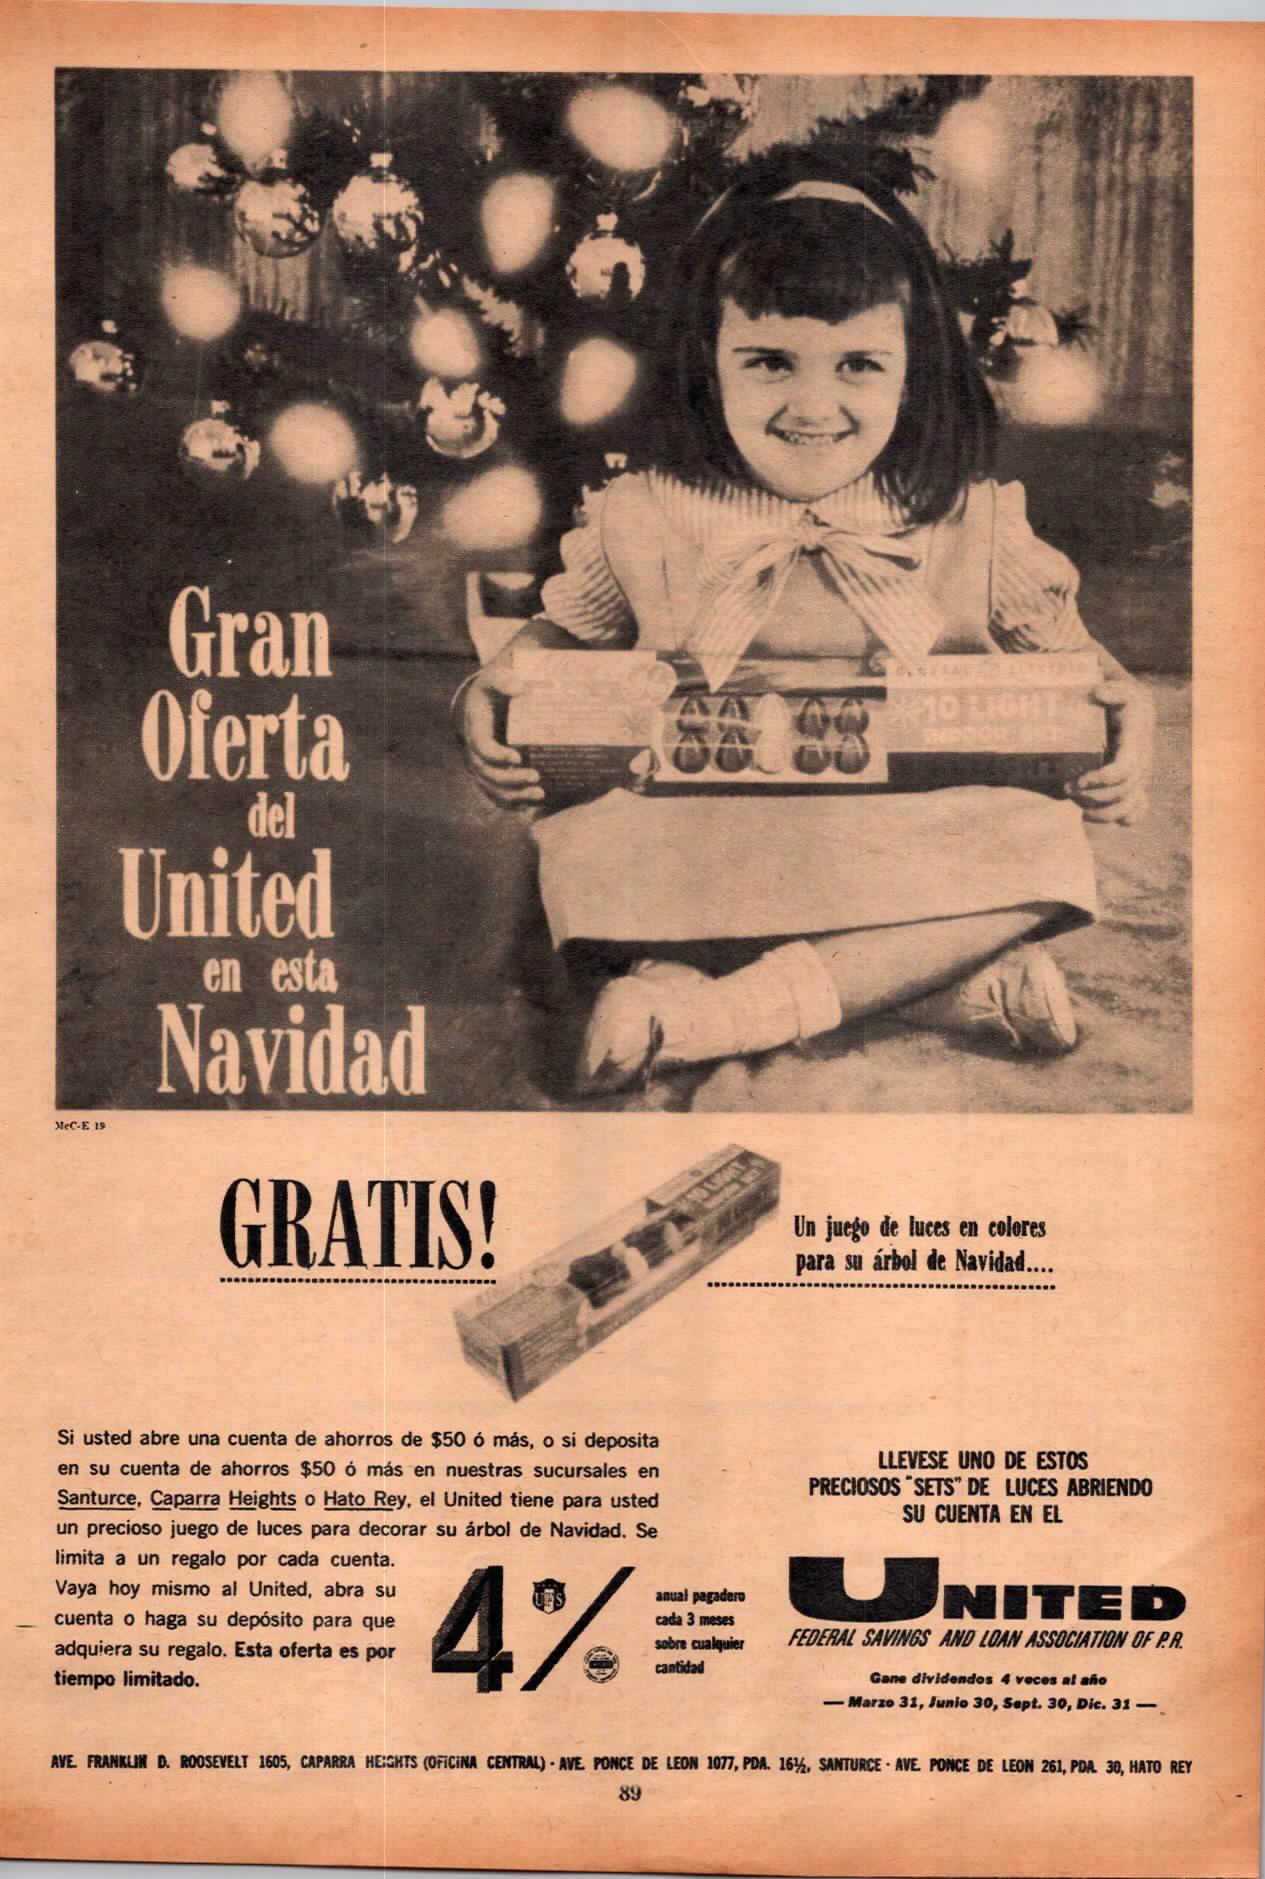 Gran
Oferta
del
United
en esta
Navidad
10 LIGHT
McC-E 19
GRATIS!
10 LIGHT
Un juego de luces en colores
para su árbol de Navidad....
Si usted abre una cuenta de ahorros de $50 ó más, o si deposita
en su cuenta de ahorros $50 ó más en nuestras sucursales en
Santurce, Caparra Heights o Hato Rey, el United tiene para usted
un precioso juego de luces para decorar su árbol de Navidad. Se
limita a un regalo por cada cuenta.
Vaya hoy mismo al United, abra su
cuenta o haga su depósito para que
adquiera su regalo. Esta oferta es por
tiempo limitado.
4%
anual pagadero
cada 3 meses
sobre cualquier
cantidad
LLEVESE UNO DE ESTOS
PRECIOSOS "SETS" DE LUCES ABRIENDO
SU CUENTA EN EL
UNITED
FEDERAL SAVINGS AND LOAN ASSOCIATION OF P.R.
Gane dividendos 4 veces al año
— Marzo 31, Junio 30, Sept. 30, Dic. 31 —
AVE. FRANKLIN D. ROOSEVELT 1605, CAPARRA HEIGHTS (OFICINA CENTRAL) · AVE. PONCE DE LEON 1077, PDA. 16½, SANTURCE · AVE. PONCE DE LEON 261, PDA. 30, HATO REY
89